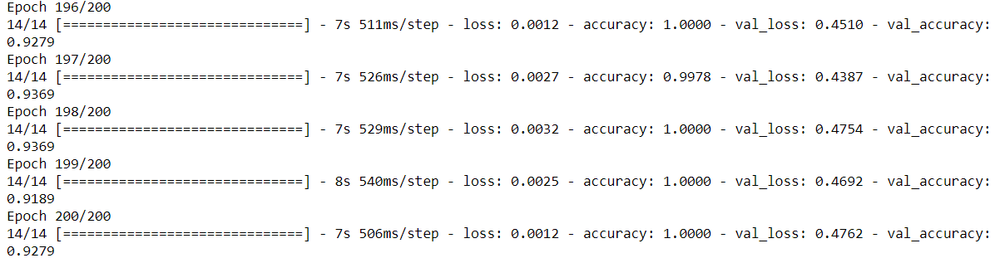 Epoch 196/200
14/14 [==============================] - 7s 511ms/step - loss: 0.0012 - accuracy: 1.0000 - val_loss: 0.4510 - val_accuracy:
0.9279
Epoch 197/200
14/14 [==============================] - 7s 526ms/step - loss: 0.0027 - accuracy: 0.9978 - val_loss: 0.4387 - val_accuracy:
0.9369
Epoch 198/200
14/14 [==============================] - 7s 529ms/step - loss: 0.0032 - accuracy: 1.0000 - val_loss: 0.4754 - val_accuracy:
0.9369
Epoch 199/200
14/14 [==============================] - 8s 540ms/step - loss: 0.0025 - accuracy: 1.0000 - val_loss: 0.4692 - val_accuracy:
0.9189
Epoch 200/200
14/14 [==============================] - 7s 506ms/step - loss: 0.0012 - accuracy: 1.0000 - val_loss: 0.4762 - val_accuracy:
0.9279